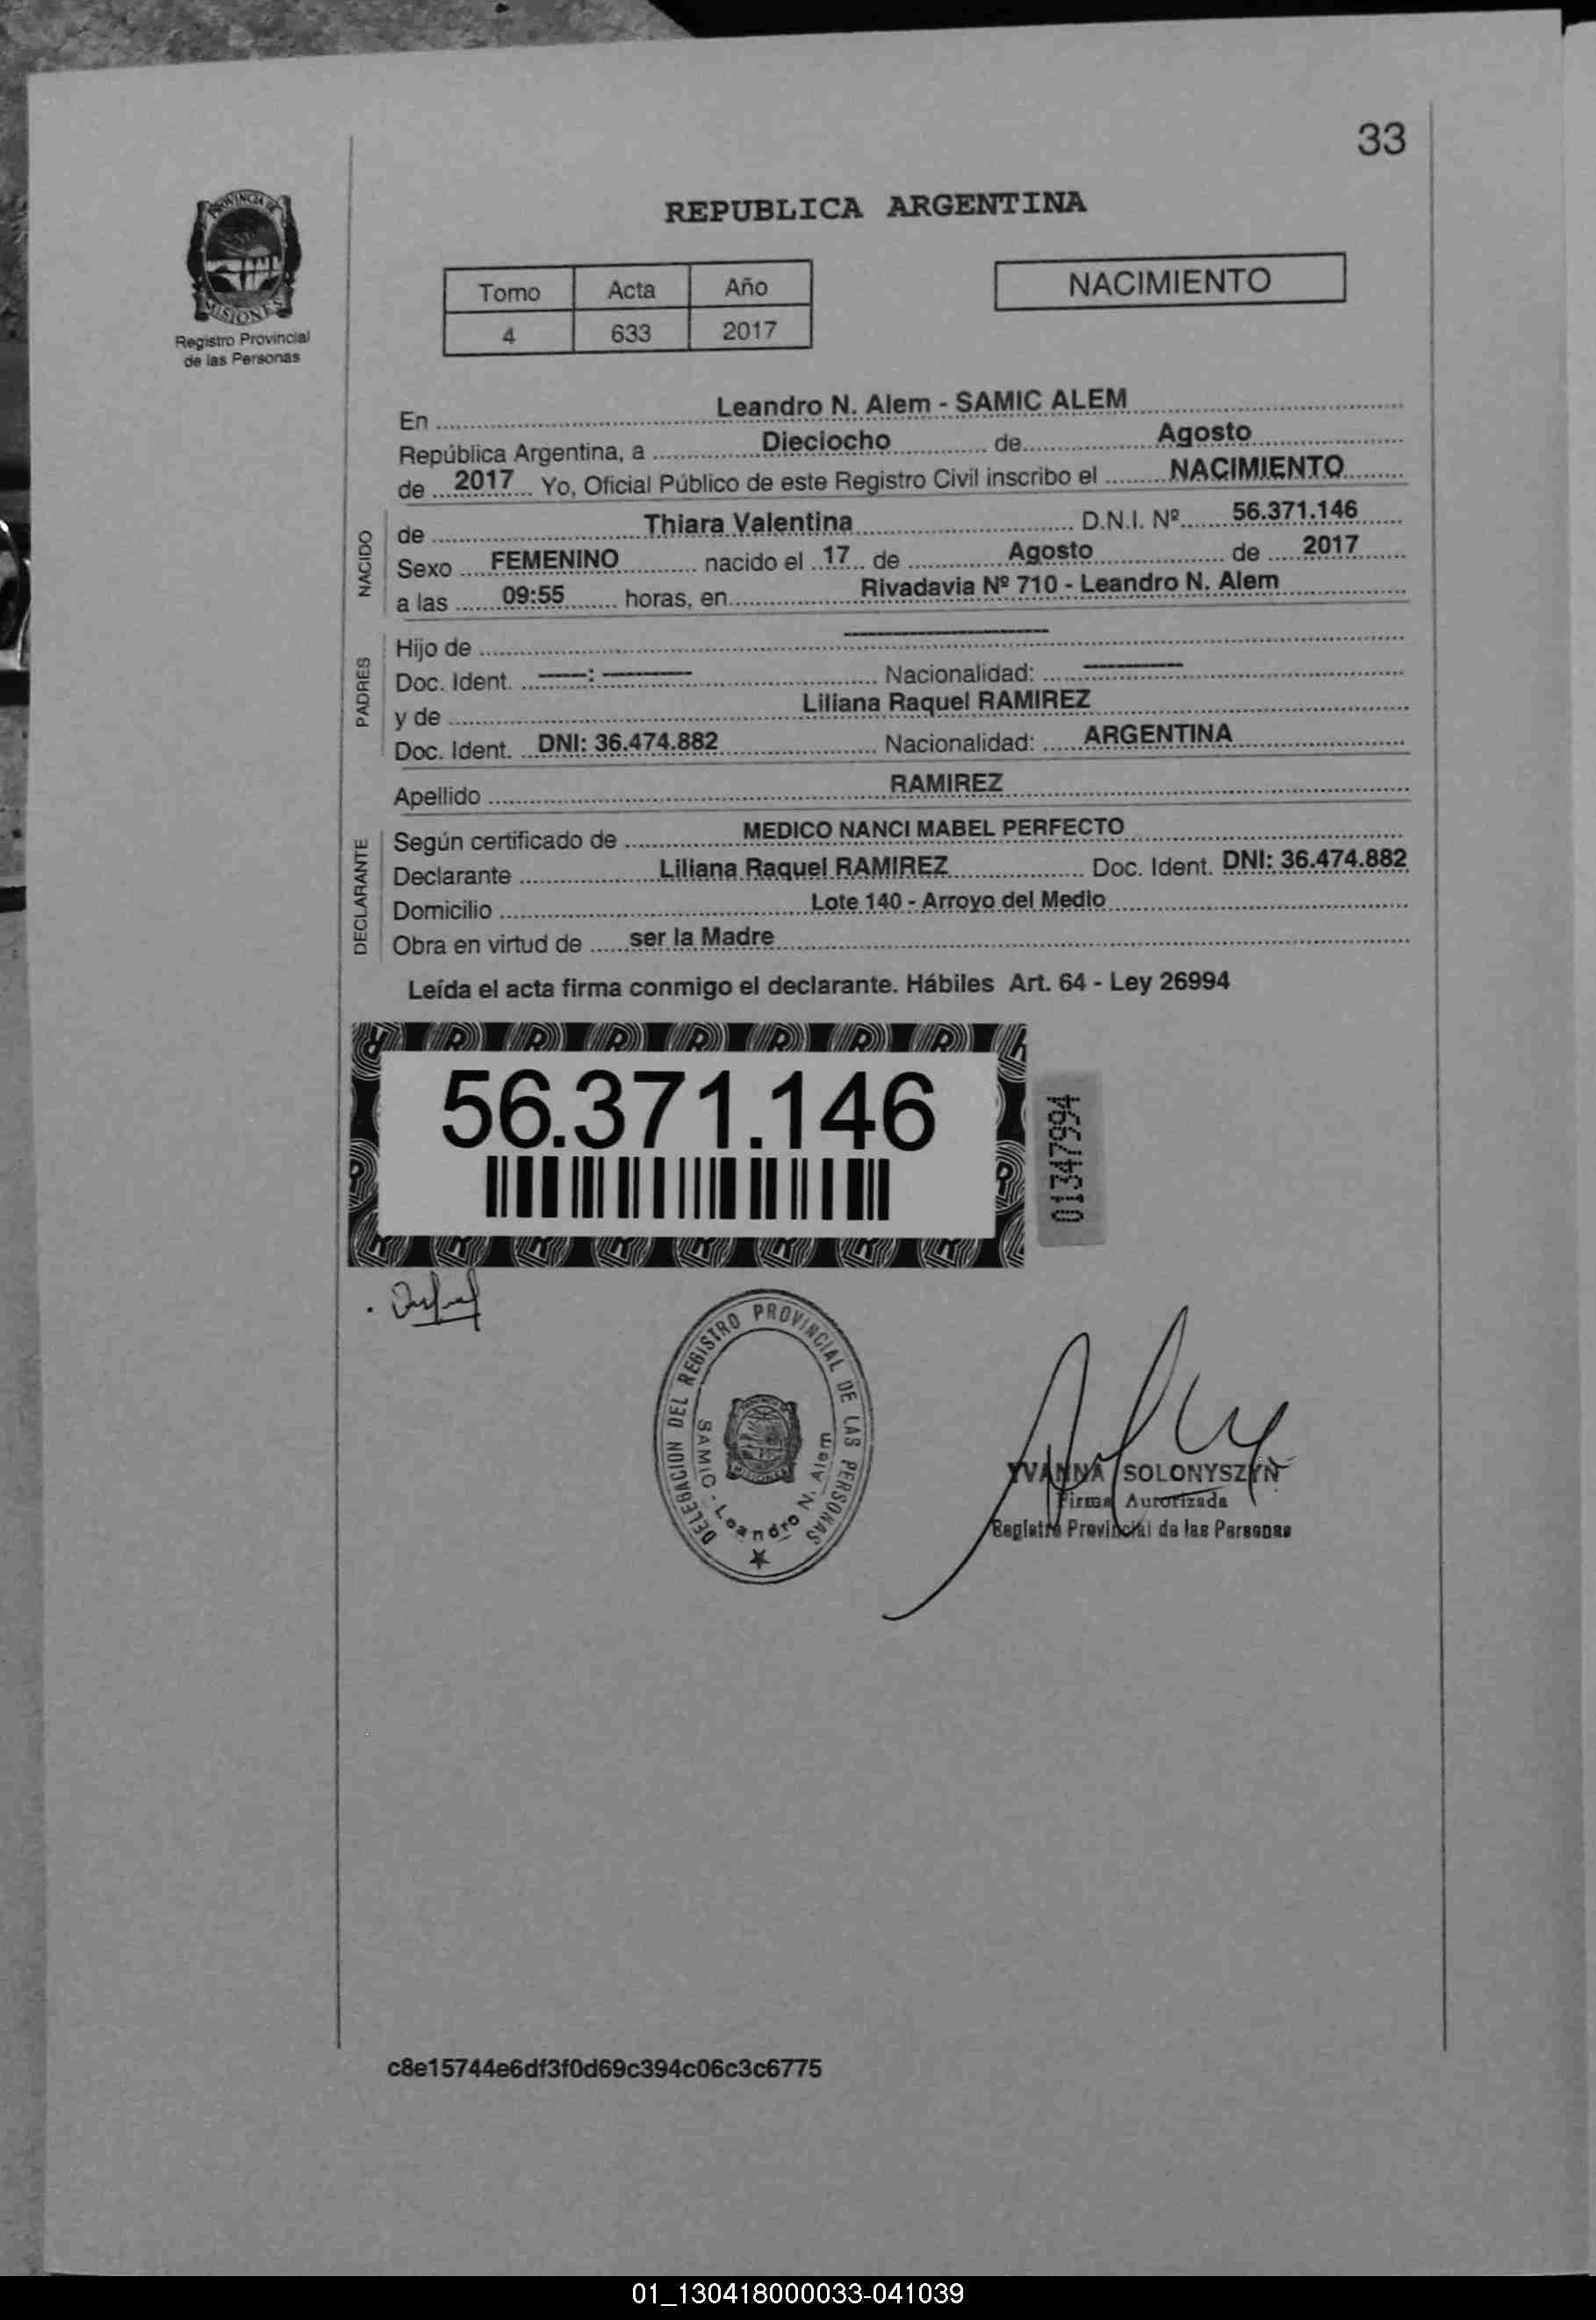 33
PROVINCIA DE
MISIONES
Registro Provincial
de las Personas
REPUBLICA ARGENTINA
Tomo Acta Año
4 633 2017
NACIMIENTO
En Leandro N. Alem - SAMIC ALEM
República Argentina, a Dieciocho de Agosto
de 2017 Yo, Oficial Público de este Registro Civil inscribo el NACIMIENTO
NACIDO
de Thiara Valentina D.N.I. Nº 56.371.146
Sexo FEMENINO nacido el 17 de Agosto de 2017
a las 09:55 horas, en Rivadavia Nº 710 - Leandro N. Alem
PADRES
Hijo de
Doc. Ident. : Nacionalidad:
y de Liliana Raquel RAMIREZ
Doc. Ident. DNI: 36.474.882 Nacionalidad: ARGENTINA
Apellido RAMIREZ
DECLARANTE
Según certificado de MEDICO NANCI MABEL PERFECTO
Declarante Liliana Raquel RAMIREZ Doc. Ident. DNI: 36.474.882
Domicilio Lote 140 - Arroyo del Medio
Obra en virtud de ser la Madre
Leída el acta firma conmigo el declarante. Hábiles Art. 64 - Ley 26994
56.371.146
01347994
DELEGACION DEL REGISTRO PROVINCIAL DE LAS PERSONAS
SAMIC - Leandro N. Alem
YVANNA SOLONYSZYN
Firma Autorizada
Registro Provincial de las Personas
c8e15744e6df3f0d69c394c06c3c6775
01_130418000033-041039